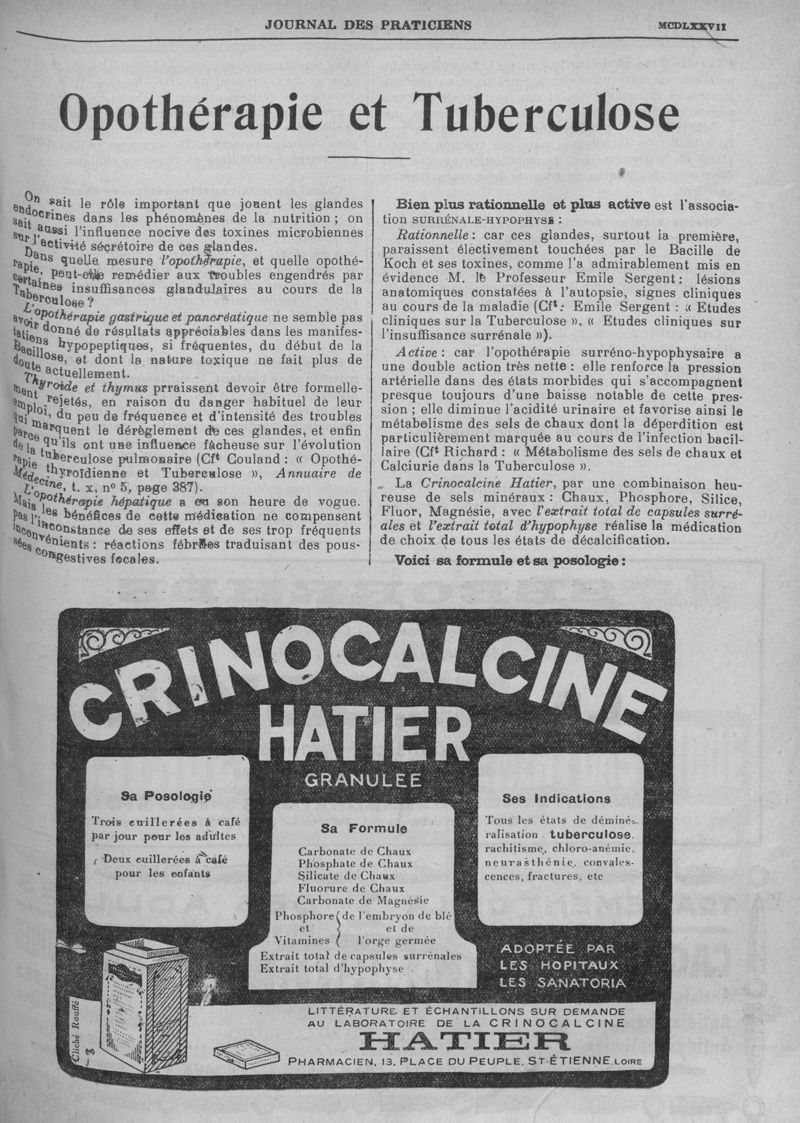 JOURNAL DES PRATICIENS
MCDLXXVII
Opothérapie et Tuberculose
On sait le rôle important que jouent les glandes
endocrines dans les phénomènes de la nutrition ; on
sait aussi l'influence nocive des toxines microbiennes
sur l'activité sécrétoire de ces glandes.
Dans quelle mesure l'opothérapie, et quelle opothé-
rapie, peut-elle remédier aux troubles engendrés par
certaines insuffisances glandulaires au cours de la
Tuberculose ?
L'opothérapie gastrique et pancréatique ne semble pas
avoir donné de résultats appréciables dans les manifes-
tations hypopeptiques, si fréquentes, du début de la
Bacillose, et dont la nature toxique ne fait plus de
doute actuellement.
Thyroïde et thymus prraissent devoir être formelle-
ment rejetés, en raison du danger habituel de leur
emploi, du peu de fréquence et d'intensité des troubles
qui marquent le dérèglement de ces glandes, et enfin
parce qu'ils ont une influence fâcheuse sur l'évolution
de la tuberculose pulmonaire (Cft Couland : « Opothé-
rapie thyroïdienne et Tuberculose », Annuaire de
Médecine, t. x, nº 5, page 387).
L'opothérapie hépatique a eu son heure de vogue.
Mais les bénéfices de cette médication ne compensent
pas l'inconstance de ses effets et de ses trop fréquents
inconvénients : réactions fébriles traduisant des pous-
sées congestives focales.
Bien plus rationnelle et plus active est l'associa-
tion SURRÉNALE-HYPOPHYSE :
Rationnelle : car ces glandes, surtout la première,
paraissent électivement touchées par le Bacille de
Koch et ses toxines, comme l'a admirablement mis en
évidence M. le Professeur Emile Sergent : lésions
anatomiques constatées à l'autopsie, signes cliniques
au cours de la maladie (Cft: Emile Sergent : « Etudes
cliniques sur la Tuberculose », « Etudes cliniques sur
l'insuffisance surrénale »).
Active : car l'opothérapie surréno-hypophysaire a
une double action très nette : elle renforce la pression
artérielle dans des états morbides qui s'accompagnent
presque toujours d'une baisse notable de cette pres-
sion ; elle diminue l'acidité urinaire et favorise ainsi le
métabolisme des sels de chaux dont la déperdition est
particulièrement marquée au cours de l'infection bacil-
laire (Cft Richard : « Métabolisme des sels de chaux et
Calciurie dans la Tuberculose ».
La Crinocalcine Hatier, par une combinaison heu-
reuse de sels minéraux : Chaux, Phosphore, Silice,
Fluor, Magnésie, avec l'extrait total de capsules surré-
ales et l'extrait total d'hypophyse réalise la médication
de choix de tous les états de décalcification.
Voici sa formule et sa posologie :
CRINOCALCINE
HATIER
GRANULEE
Sa Posologie
Trois cuillerées à café
par jour pour les adultes
Deux cuillerées à café
pour les enfants
Sa Formule
Carbonate de Chaux
Phosphate de Chaux
Silicate de Chaux
Fluorure de Chaux
Carbonate de Magnésie
Phosphore ( de l'embryon de blé
et } et de
Vitamines ( l'orge germée
Extrait total de capsules surrénales
Extrait total d'hypophyse
Ses Indications
Tous les états de déminé-
ralisation . tuberculose,
rachitisme, chloro-anémie,
neurasthénie, convales-
cences, fractures, etc
ADOPTÉE PAR
LES HOPITAUX
LES SANATORIA
Cliché Rouffé
LITTÉRATURE ET ÉCHANTILLONS SUR DEMANDE
AU LABORATOIRE DE LA CRINOCALCINE
HATIER
PHARMACIEN, 13, PLACE DU PEUPLE, ST-ÉTIENNE, LOIRE